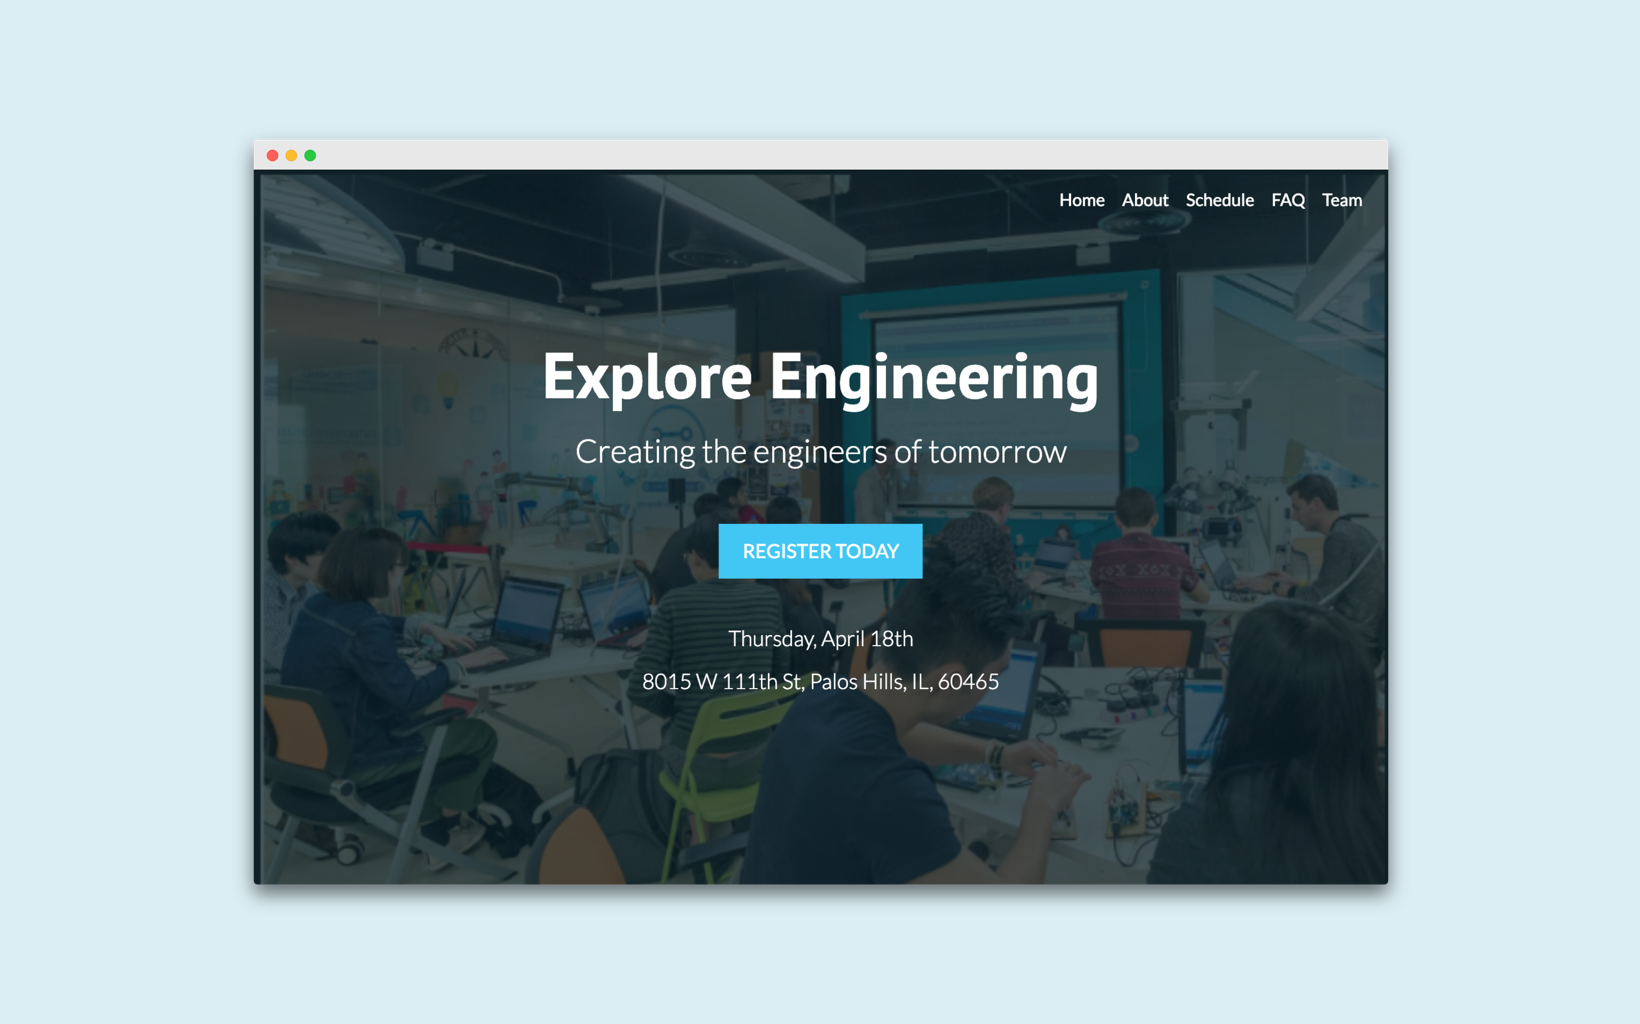 Home About Schedule FAQ Team
Explore Engineering
Creating the engineers of tomorrow
REGISTER TODAY
Thursday, April 18th
8015 W 111th St, Palos Hills, IL, 60465